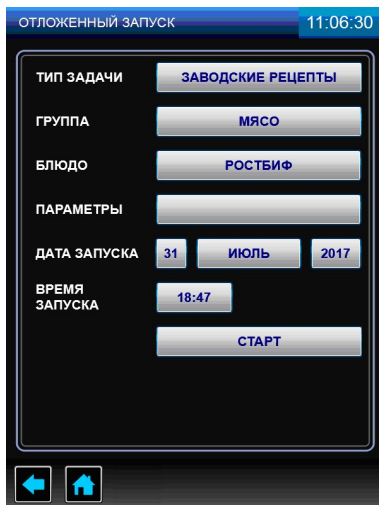 ОТЛОЖЕННЫЙ ЗАПУСК 11:06:30
ТИП ЗАДАЧИ ЗАВОДСКИЕ РЕЦЕПТЫ
ГРУППА МЯСО
БЛЮДО РОСТБИФ
ПАРАМЕТРЫ
ДАТА ЗАПУСКА 31 ИЮЛЬ 2017
ВРЕМЯ
ЗАПУСКА 18:47
СТАРТ